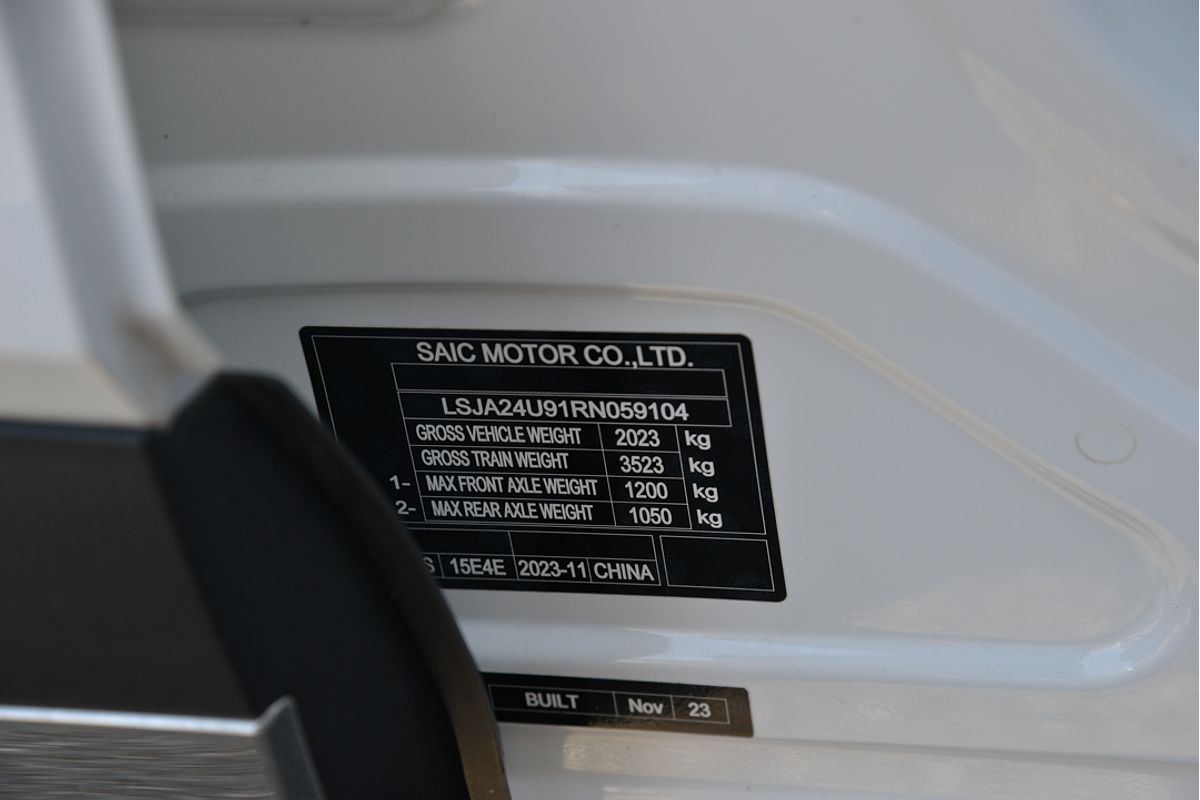 SAIC MOTOR CO.,LTD.
LSJA24U91RN059104
GROSS VEHICLE WEIGHT 2023 kg
GROSS TRAIN WEIGHT 3523 kg
1- MAX FRONT AXLE WEIGHT 1200 kg
2- MAX REAR AXLE WEIGHT 1050 kg
S 15E4E 2023-11 CHINA
BUILT Nov 23